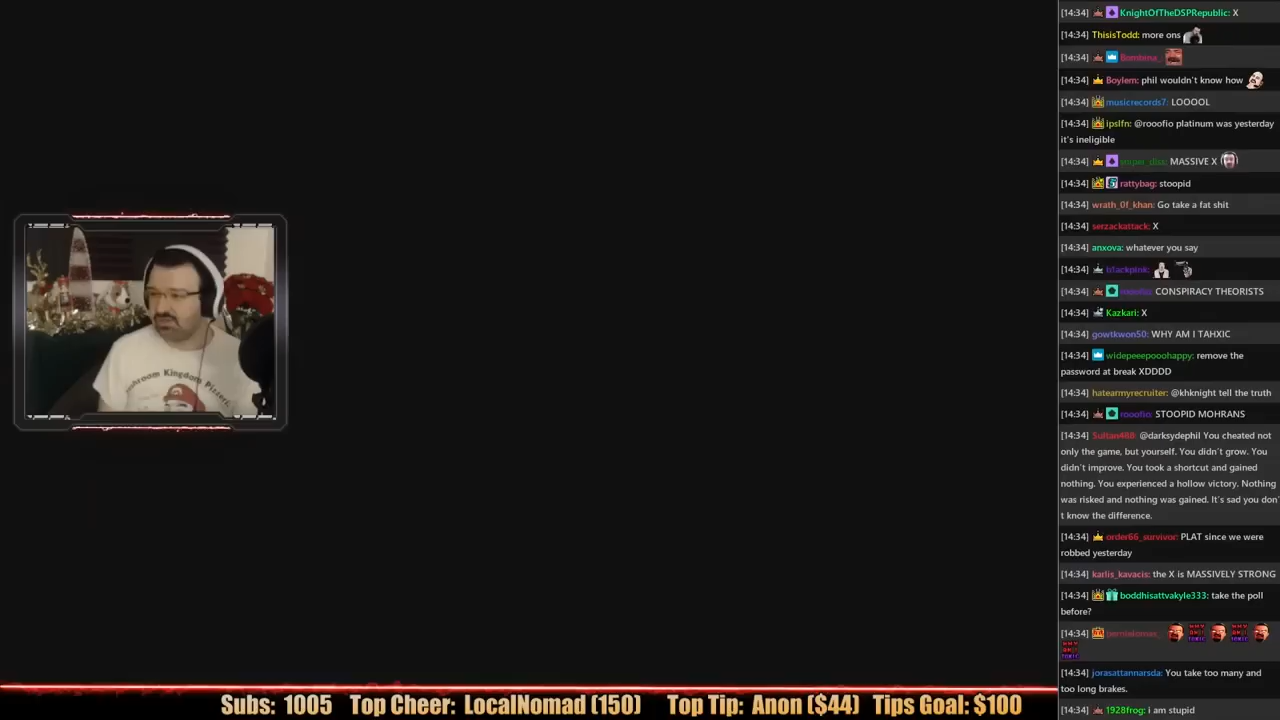 [14:34] KnightOfTheDSPRepublic: X
[14:34] ThisisTodd: more ons
[14:34] Bombina_
[14:34] Boylem: phil wouldn't know how
[14:34] musicrecords7: LOOOOL
[14:34] ipslfn: @rooofio platinum was yesterday
it's ineligible
[14:34] sniper_diss: MASSIVE X
[14:34] rattybag: stoopid
[14:34] wrath_0f_khan: Go take a fat shit
[14:34] serzackattack: X
[14:34] anxova: whatever you say
[14:34] b1ackpink:
[14:34] rooofio: CONSPIRACY THEORISTS
[14:34] Kazkari: X
[14:34] gowtkwon50: WHY AM I TAHXIC
[14:34] widepeeepooohappy: remove the
password at break XDDDD
[14:34] hatearmyrecruiter: @khknight tell the truth
[14:34] rooofio: STOOPID MOHRANS
[14:34] Sultan488: @darksydephil You cheated not
only the game, but yourself. You didn't grow. You
didn't improve. You took a shortcut and gained
nothing. You experienced a hollow victory. Nothing
was risked and nothing was gained. It's sad you don'
t know the difference.
[14:34] order66_survivor: PLAT since we were
robbed yesterday
[14:34] karlis_kavacis: the X is MASSIVELY STRONG
[14:34] boddhisattvakyle333: take the poll
before?
[14:34]
[14:34] jorasattannarsda: You take too many and
too long brakes.
[14:34] 1928frog: i am stupid
Mushroom Kingdom Pizzeria
Subs: 1005 Top Cheer: LocalNomad (150) Top Tip: Anon ($44) Tips Goal: $100